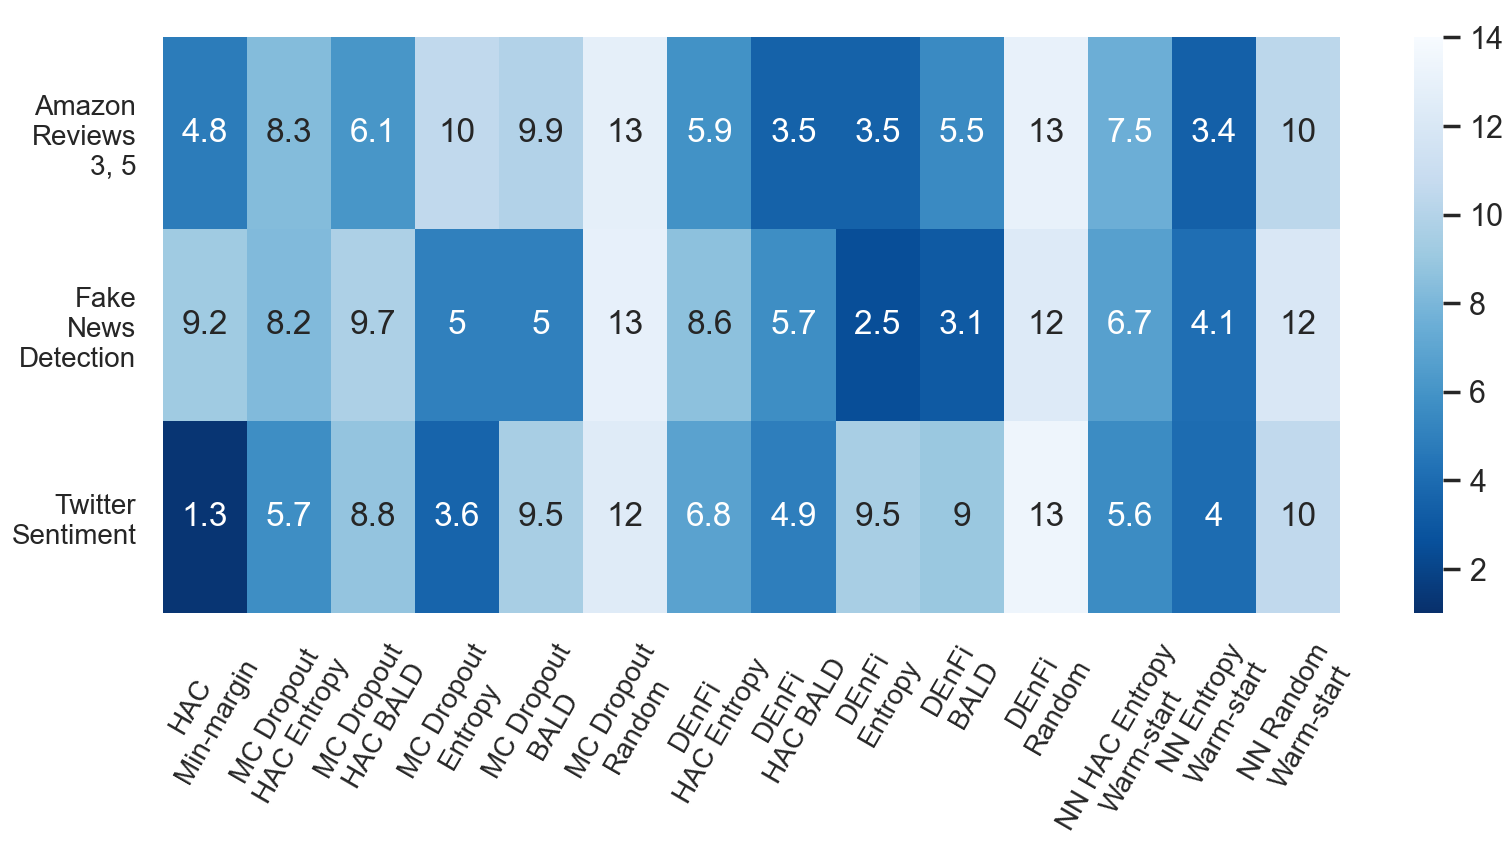 Amazon
Reviews
3, 5
4.8 8.3 6.1 10 9.9 13 5.9 3.5 3.5 5.5 13 7.5 3.4 10
Fake
News
Detection
9.2 8.2 9.7 5 5 13 8.6 5.7 2.5 3.1 12 6.7 4.1 12
Twitter
Sentiment
1.3 5.7 8.8 3.6 9.5 12 6.8 4.9 9.5 9 13 5.6 4 10
HAC
Min-margin
MC Dropout
HAC Entropy
MC Dropout
HAC BALD
MC Dropout
Entropy
MC Dropout
BALD
MC Dropout
Random
DEnFi
HAC Entropy
DEnFi
HAC BALD
DEnFi
Entropy
DEnFi
BALD
DEnFi
Random
NN HAC Entropy
Warm-start
NN Entropy
Warm-start
NN Random
Warm-start
14
12
10
8
6
4
2